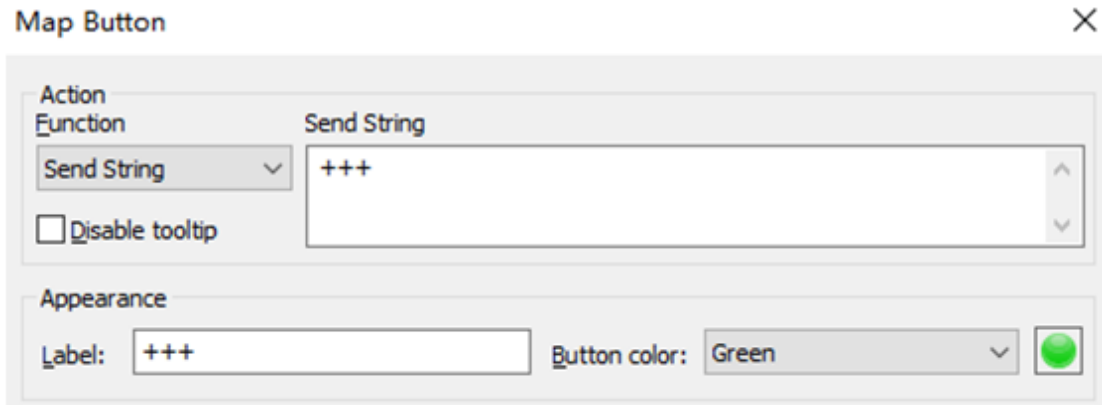 Map Button
Action
Function
Send String
Send String
+++
Disable tooltip
Appearance
Label:
+++
Button color:
Green